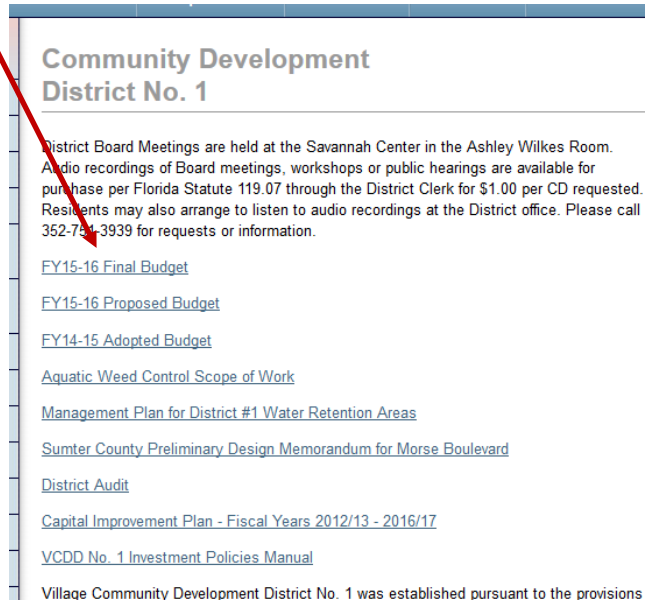 Community Development
District No. 1
District Board Meetings are held at the Savannah Center in the Ashley Wilkes Room.
Audio recordings of Board meetings, workshops or public hearings are available for
purchase per Florida Statute 119.07 through the District Clerk for $1.00 per CD requested.
Residents may also arrange to listen to audio recordings at the District office. Please call
352-751-3939 for requests or information.
FY15-16 Final Budget
FY15-16 Proposed Budget
FY14-15 Adopted Budget
Aquatic Weed Control Scope of Work
Management Plan for District #1 Water Retention Areas
Sumter County Preliminary Design Memorandum for Morse Boulevard
District Audit
Capital Improvement Plan - Fiscal Years 2012/13 - 2016/17
VCDD No. 1 Investment Policies Manual
Village Community Development District No. 1 was established pursuant to the provisions